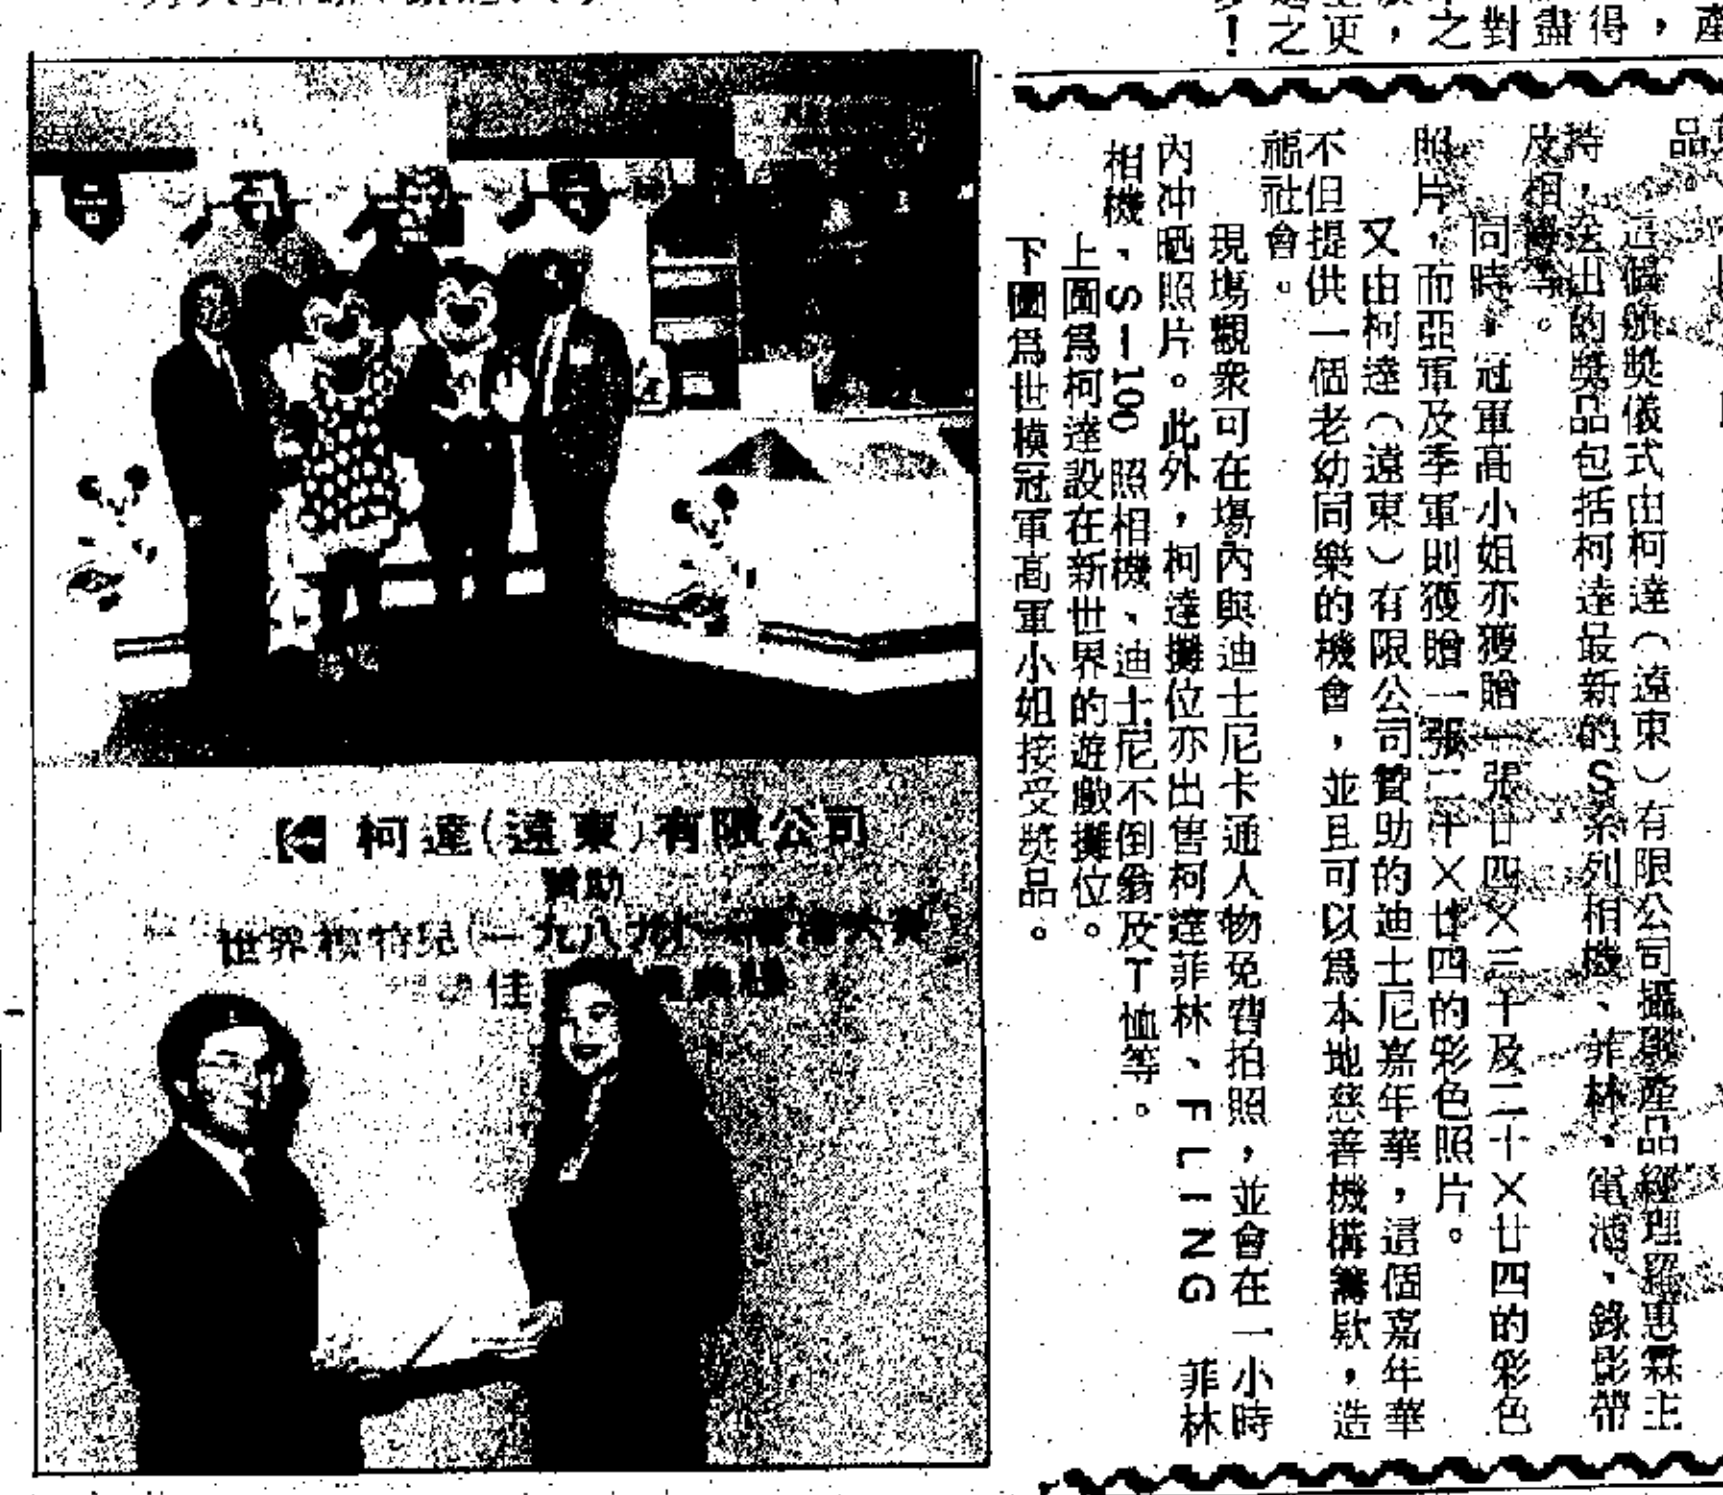 產
，
得
盡
對
之
，
更
之
！
品
這個頒獎儀式由柯達（遠東）有限公司攝影產品經理羅惠霖主
持，送出的獎品包括柯達最新的S系列相機、菲林、電池、錄影帶
及相機等。
同時，冠軍高小姐亦獲贈一張廿四×三十及二十×廿四的彩色
照片，而亞軍及季軍則獲贈一張二十×廿四的彩色照片。
又由柯達（遠東）有限公司贊助的迪士尼嘉年華，這個嘉年華
不但提供一個老幼同樂的機會，並且可以為本地慈善機構籌欵，造
福社會。
現場觀衆可在場內與迪士尼卡通人物免費拍照，並會在一小時
內冲晒照片。此外，柯達攤位亦出售柯達菲林、FLING 菲林
相機、S－100 照相機、迪士尼不倒翁及T恤等。
上圖為柯達設在新世界的遊戲攤位。
下圖為世模冠軍高軍小姐接受獎品。
柯達(遠東)有限公司
贊助
世界模特兒(一九八九
佳